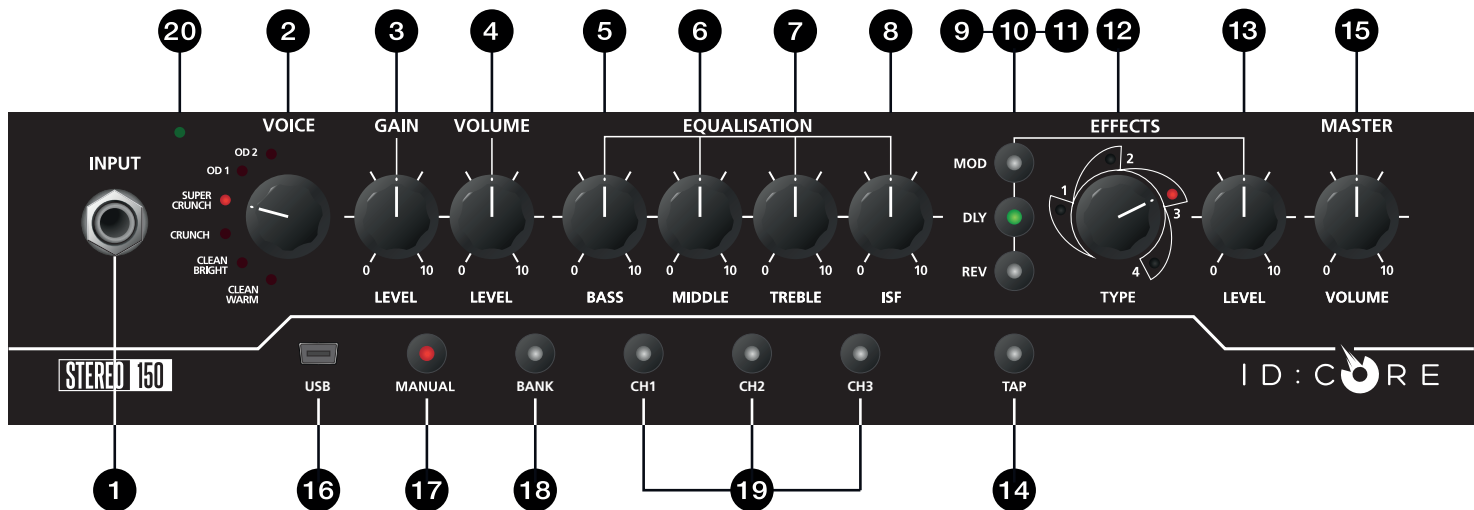 20 2 3 4 5 6 7 8 9 10 11 12 13 15
VOICE GAIN VOLUME EQUALISATION EFFECTS MASTER
INPUT
OD 2
OD 1
SUPER
CRUNCH
CRUNCH
CLEAN
BRIGHT
CLEAN
WARM
0 10
LEVEL
0 10
LEVEL
0 10
BASS
0 10
MIDDLE
0 10
TREBLE
0 10
ISF
MOD
DLY
REV
1
2
3
4
TYPE
0 10
LEVEL
0 10
VOLUME
STEREO 150
USB
MANUAL
BANK
CH1
CH2
CH3
TAP
ID:CORE
1 16 17 18 19 14